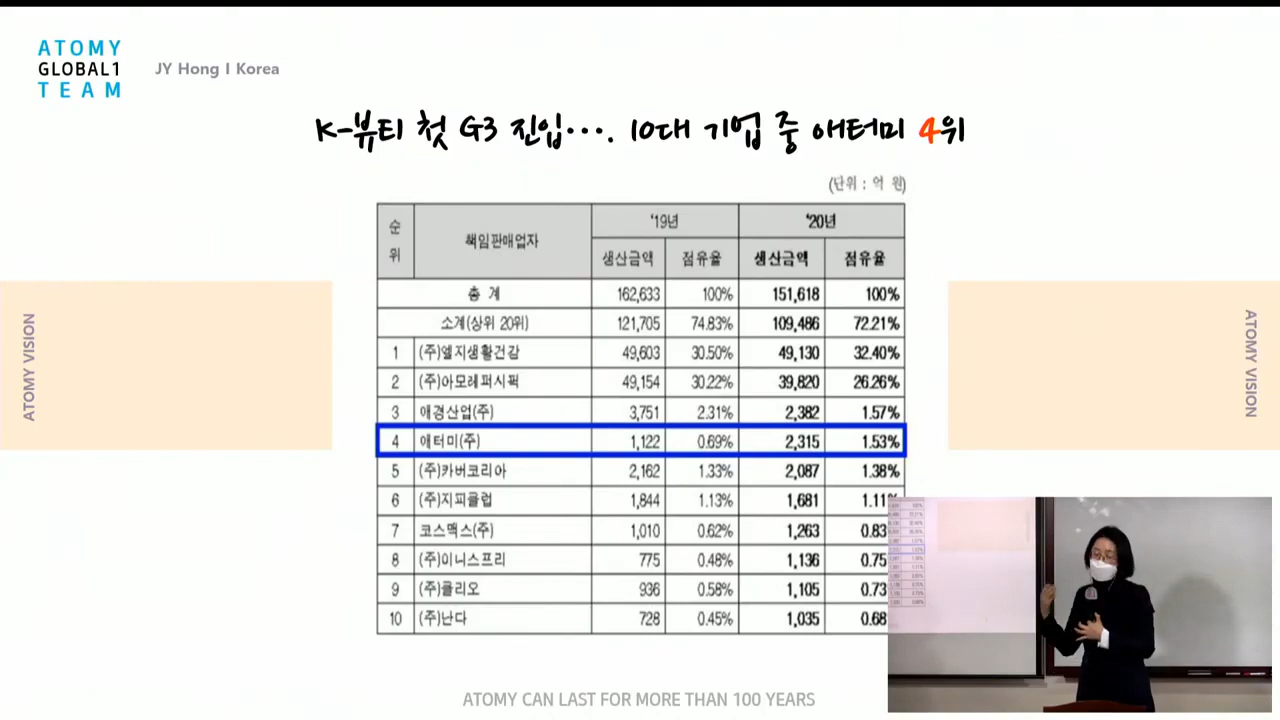 ATOMY
GLOBAL1
TEAM
JY Hong I Korea
K-뷰티 첫 G3 진입···. 10대 기업 중 애터미 4위
(단위 : 억 원)
순위 책임판매업자 '19년 '20년
생산금액 점유율 생산금액 점유율
총 계 162,633 100% 151,618 100%
소계(상위 20위) 121,705 74.83% 109,486 72.21%
1 (주)엘지생활건강 49,603 30.50% 49,130 32.40%
2 (주)아모레퍼시픽 49,154 30.22% 39,820 26.26%
3 애경산업(주) 3,751 2.31% 2,382 1.57%
4 애터미(주) 1,122 0.69% 2,315 1.53%
5 (주)카버코리아 2,162 1.33% 2,087 1.38%
6 (주)지피클럽 1,844 1.13% 1,681 1.11%
7 코스맥스(주) 1,010 0.62% 1,263 0.83
8 (주)이니스프리 775 0.48% 1,136 0.75
9 (주)클리오 936 0.58% 1,105 0.73
10 (주)난다 728 0.45% 1,035 0.68
ATOMY VISION
ATOMY VISION
ATOMY CAN LAST FOR MORE THAN 100 YEARS